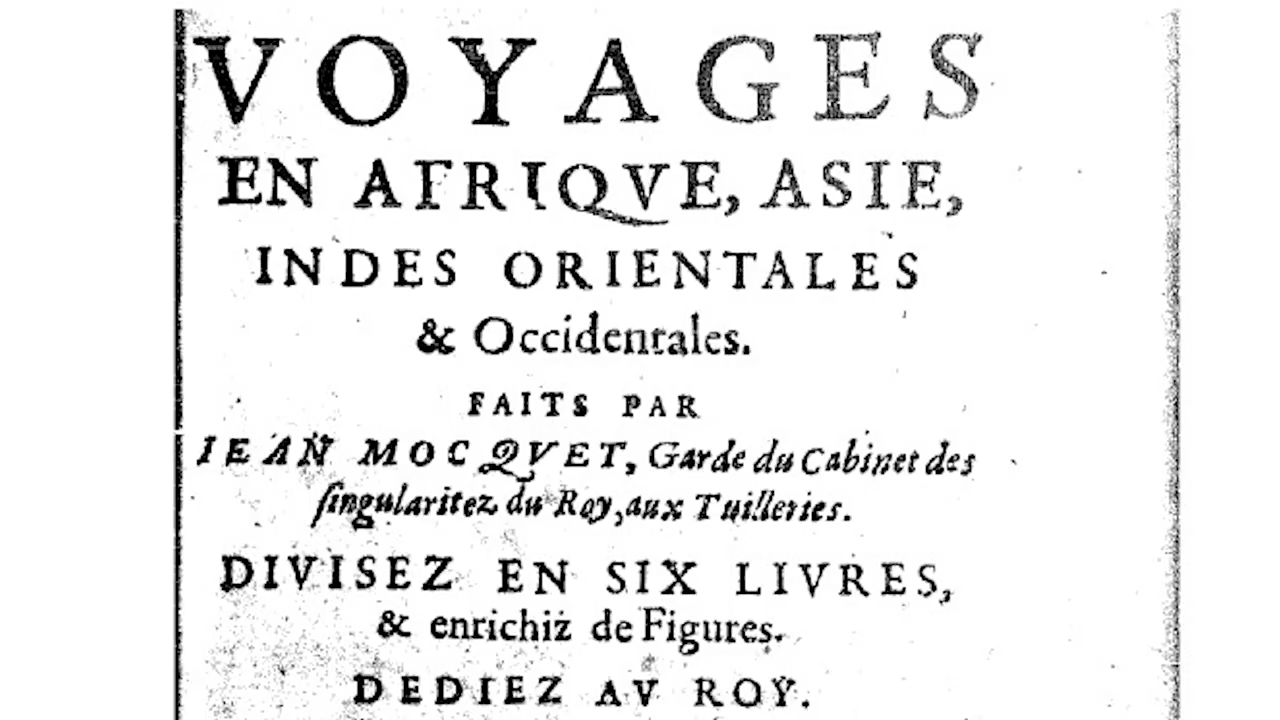 VOYAGES
EN AFRIQVE, ASIE,
INDES ORIENTALES
& Occidentales.
FAITS PAR
IEAN MOCQVET, Garde du Cabinet des
ſingularitez du Roy, aux Tuilleries.
DIVISEZ EN SIX LIVRES,
& enrichiz de Figures.
DEDIEZ AV ROY.